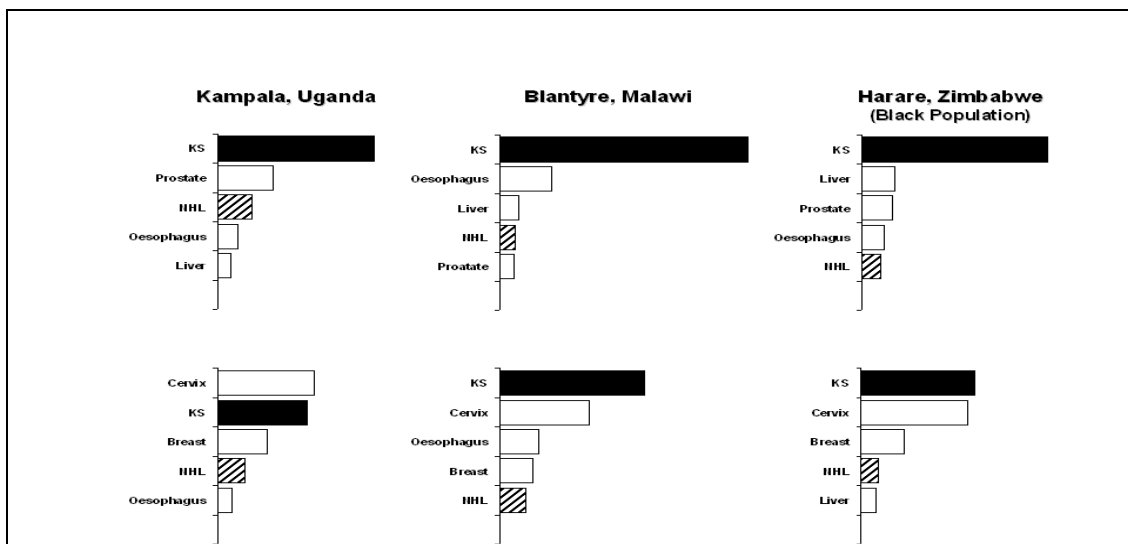 Kampala, Uganda
KS
Prostate
NHL
Oesophagus
Liver
Blantyre, Malawi
KS
Oesophagus
Liver
NHL
Proatate
Harare, Zimbabwe
(Black Population)
KS
Liver
Prostate
Oesophagus
NHL
Cervix
KS
Breast
NHL
Oesophagus
KS
Cervix
Oesophagus
Breast
NHL
KS
Cervix
Breast
NHL
Liver